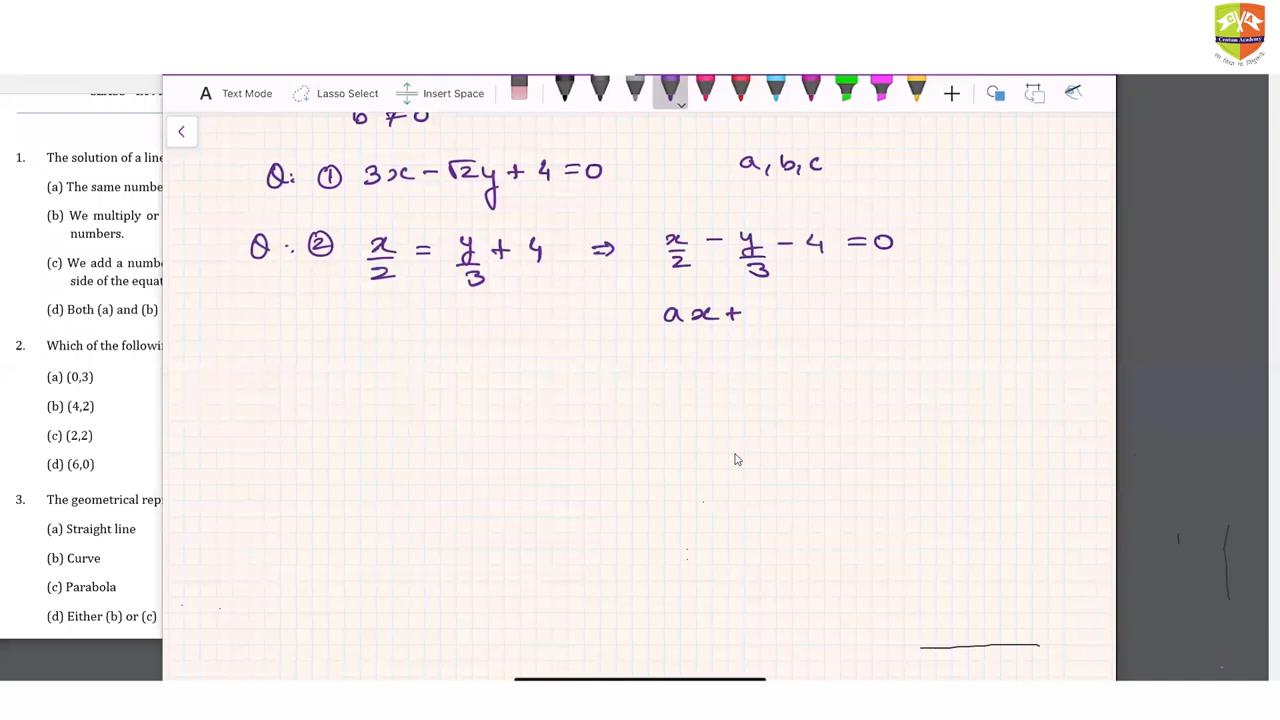 Centum Academy
Text Mode
Lasso Select
Insert Space
b ≠ 0
Q: ① 3x - √2y + 4 = 0
a, b, c
Q: ② x/2 = y/3 + 4 ⇒ x/2 - y/3 - 4 = 0
ax +
1. The solution of a line
(a) The same numbe
(b) We multiply or
numbers.
(c) We add a numb
side of the equat
(d) Both (a) and (b)
2. Which of the followi
(a) (0,3)
(b) (4,2)
(c) (2,2)
(d) (6,0)
3. The geometrical rep
(a) Straight line
(b) Curve
(c) Parabola
(d) Either (b) or (c)